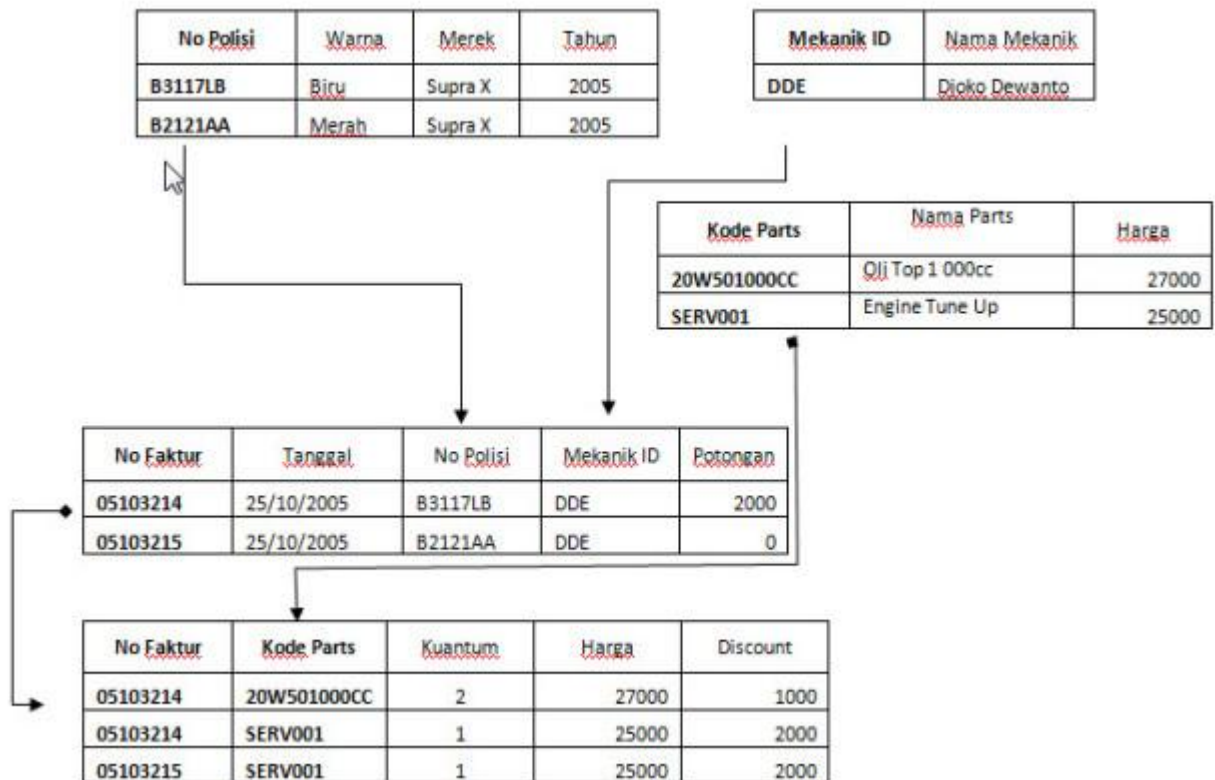 No Polisi Warna Merek Tahun
B3117LB Biru Supra X 2005
B2121AA Merah Supra X 2005
Mekanik ID Nama Mekanik
DDE Djoko Dewanto
Kode Parts Nama Parts Harga
20W501000CC Oli Top 1 000cc 27000
SERV001 Engine Tune Up 25000
No Faktur Tanggal No Polisi Mekanik ID Potongan
05103214 25/10/2005 B3117LB DDE 2000
05103215 25/10/2005 B2121AA DDE 0
No Faktur Kode Parts Kuantum Harga Discount
05103214 20W501000CC 2 27000 1000
05103214 SERV001 1 25000 2000
05103215 SERV001 1 25000 2000